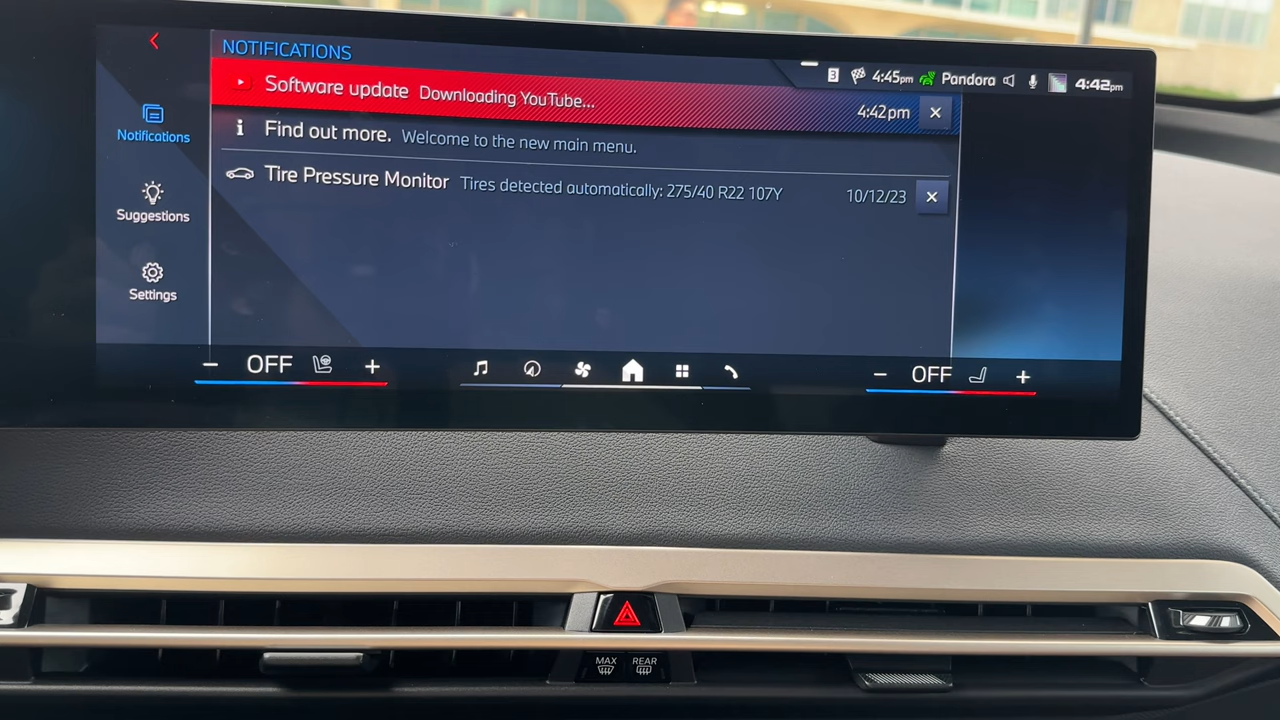 NOTIFICATIONS
3 4:45pm Pandora 4:42pm
Software update Downloading YouTube... 4:42pm
Notifications
Find out more. Welcome to the new main menu.
Tire Pressure Monitor Tires detected automatically: 275/40 R22 107Y 10/12/23
Suggestions
Settings
− OFF +
− OFF +
MAX REAR